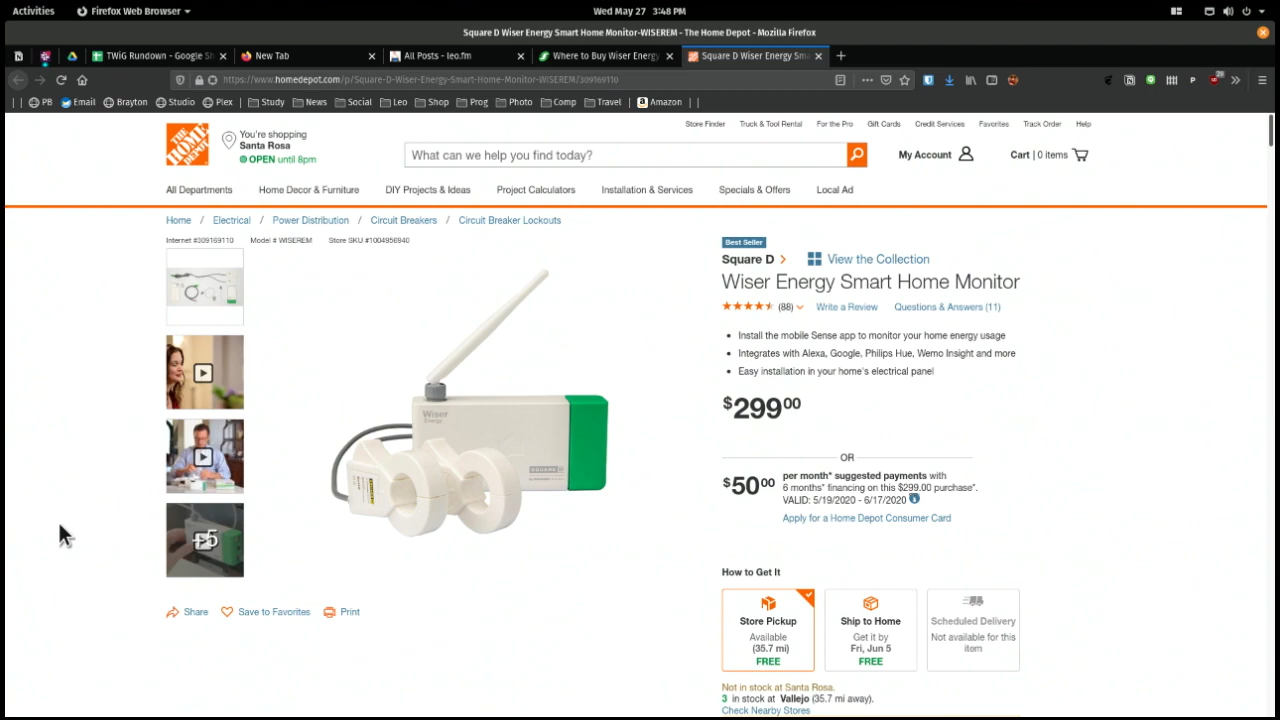 Activities
Firefox Web Browser
Wed May 27 3:48 PM
Square D Wiser Energy Smart Home Monitor-WISEREM - The Home Depot - Mozilla Firefox
TWiG Rundown - Google Sh
New Tab
All Posts - leo.fm
Where to Buy Wiser Energy
Square D Wiser Energy Sm
https://www.homedepot.com/p/Square-D-Wiser-Energy-Smart-Home-Monitor-WISEREM/309169110
PB Email Brayton Studio Plex Study News Social Leo Shop Prog Photo Comp Travel Amazon
Store Finder Truck & Tool Rental For the Pro Gift Cards Credit Services Favorites Track Order Help
THE HOME DEPOT
You're shopping
Santa Rosa
OPEN until 8pm
What can we help you find today?
My Account
Cart | 0 items
All Departments Home Decor & Furniture DIY Projects & Ideas Project Calculators Installation & Services Specials & Offers Local Ad
Home / Electrical / Power Distribution / Circuit Breakers / Circuit Breaker Lockouts
Internet #309169110 Model # WISEREM Store SKU #1004956940
+5
Wiser
Energy
SQUARE D
Share
Save to Favorites
Print
Best Seller
Square D
View the Collection
Wiser Energy Smart Home Monitor
(88)
Write a Review
Questions & Answers (11)
• Install the mobile Sense app to monitor your home energy usage
• Integrates with Alexa, Google, Philips Hue, Wemo Insight and more
• Easy installation in your home's electrical panel
$299 00
OR
$50 00
per month* suggested payments with
6 months* financing on this $299.00 purchase*.
VALID: 5/19/2020 - 6/17/2020
Apply for a Home Depot Consumer Card
How to Get It
Store Pickup
Available
(35.7 mi)
FREE
Ship to Home
Get it by
Fri, Jun 5
FREE
Scheduled Delivery
Not available for this
item
Not in stock at Santa Rosa.
3 in stock at Vallejo (35.7 mi away).
Check Nearby Stores